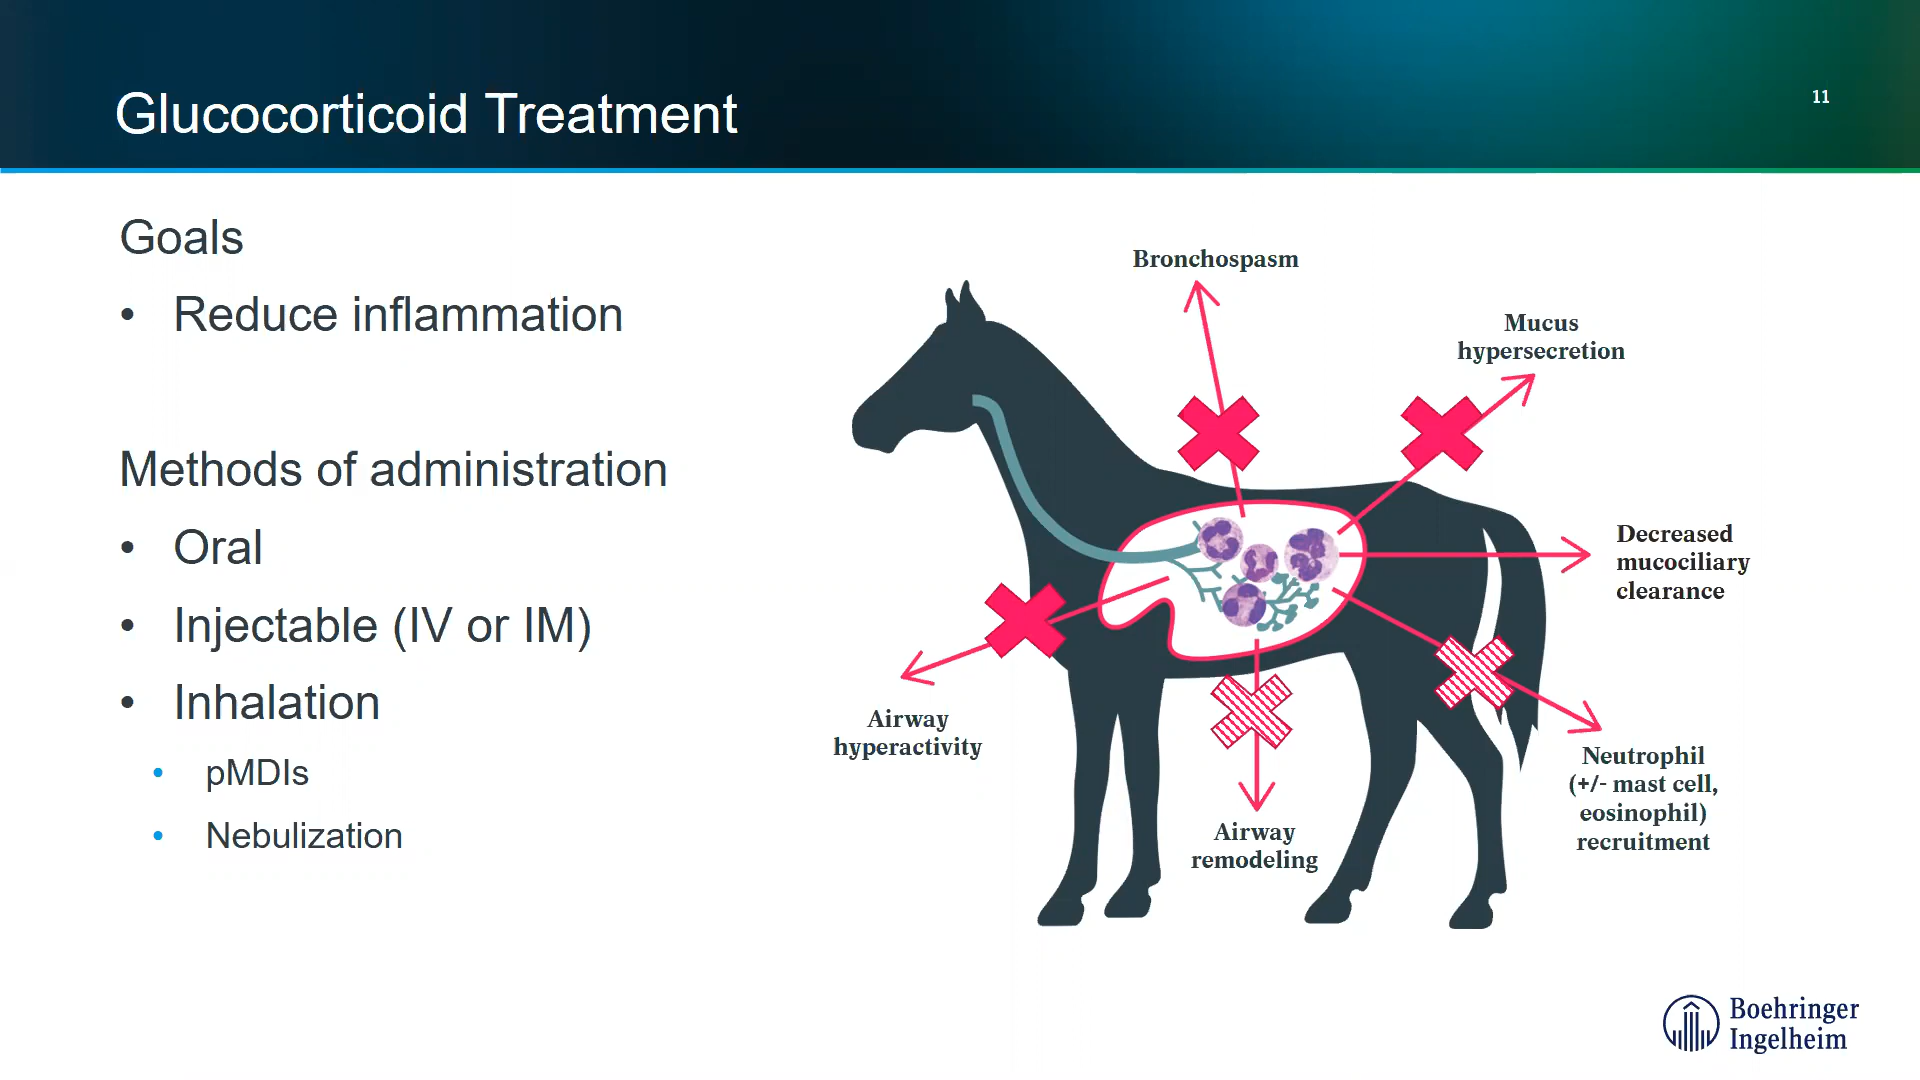 Glucocorticoid Treatment
11
Goals
• Reduce inflammation
Methods of administration
• Oral
• Injectable (IV or IM)
• Inhalation
• pMDIs
• Nebulization
Bronchospasm
Mucus
hypersecretion
Decreased
mucociliary
clearance
Airway
hyperactivity
Airway
remodeling
Neutrophil
(+/- mast cell,
eosinophil)
recruitment
Boehringer
Ingelheim